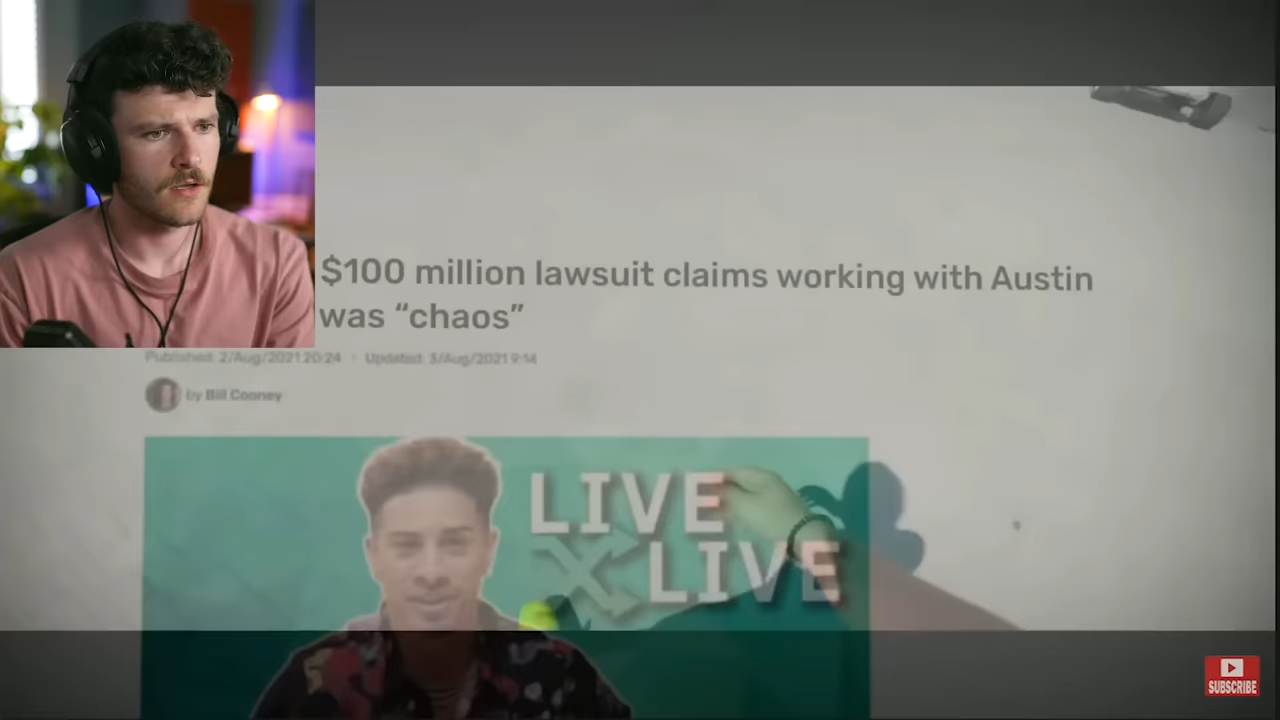 $100 million lawsuit claims working with Austin
was “chaos”
Published: 2/Aug/2021 20:24 • Updated: 3/Aug/2021 9:14
by Bill Cooney
LIVE
X LIVE
SUBSCRIBE